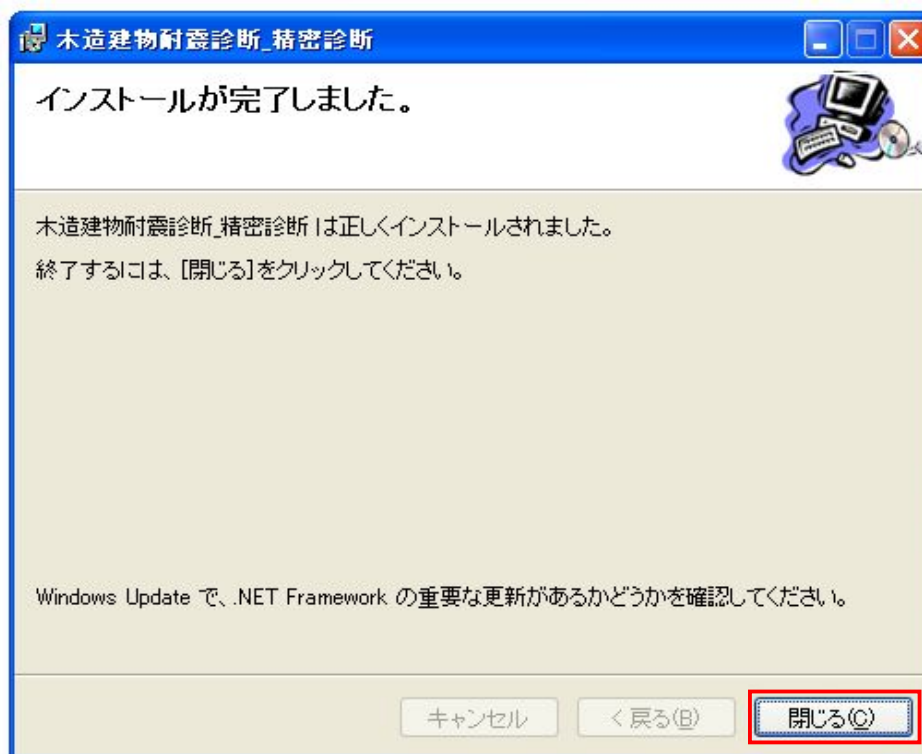 木造建物耐震診断_精密診断
インストールが完了しました。
木造建物耐震診断_精密診断 は正しくインストールされました。
終了するには、[閉じる]をクリックしてください。
Windows Update で、.NET Framework の重要な更新があるかどうかを確認してください。
キャンセル
< 戻る(B)
閉じる(C)